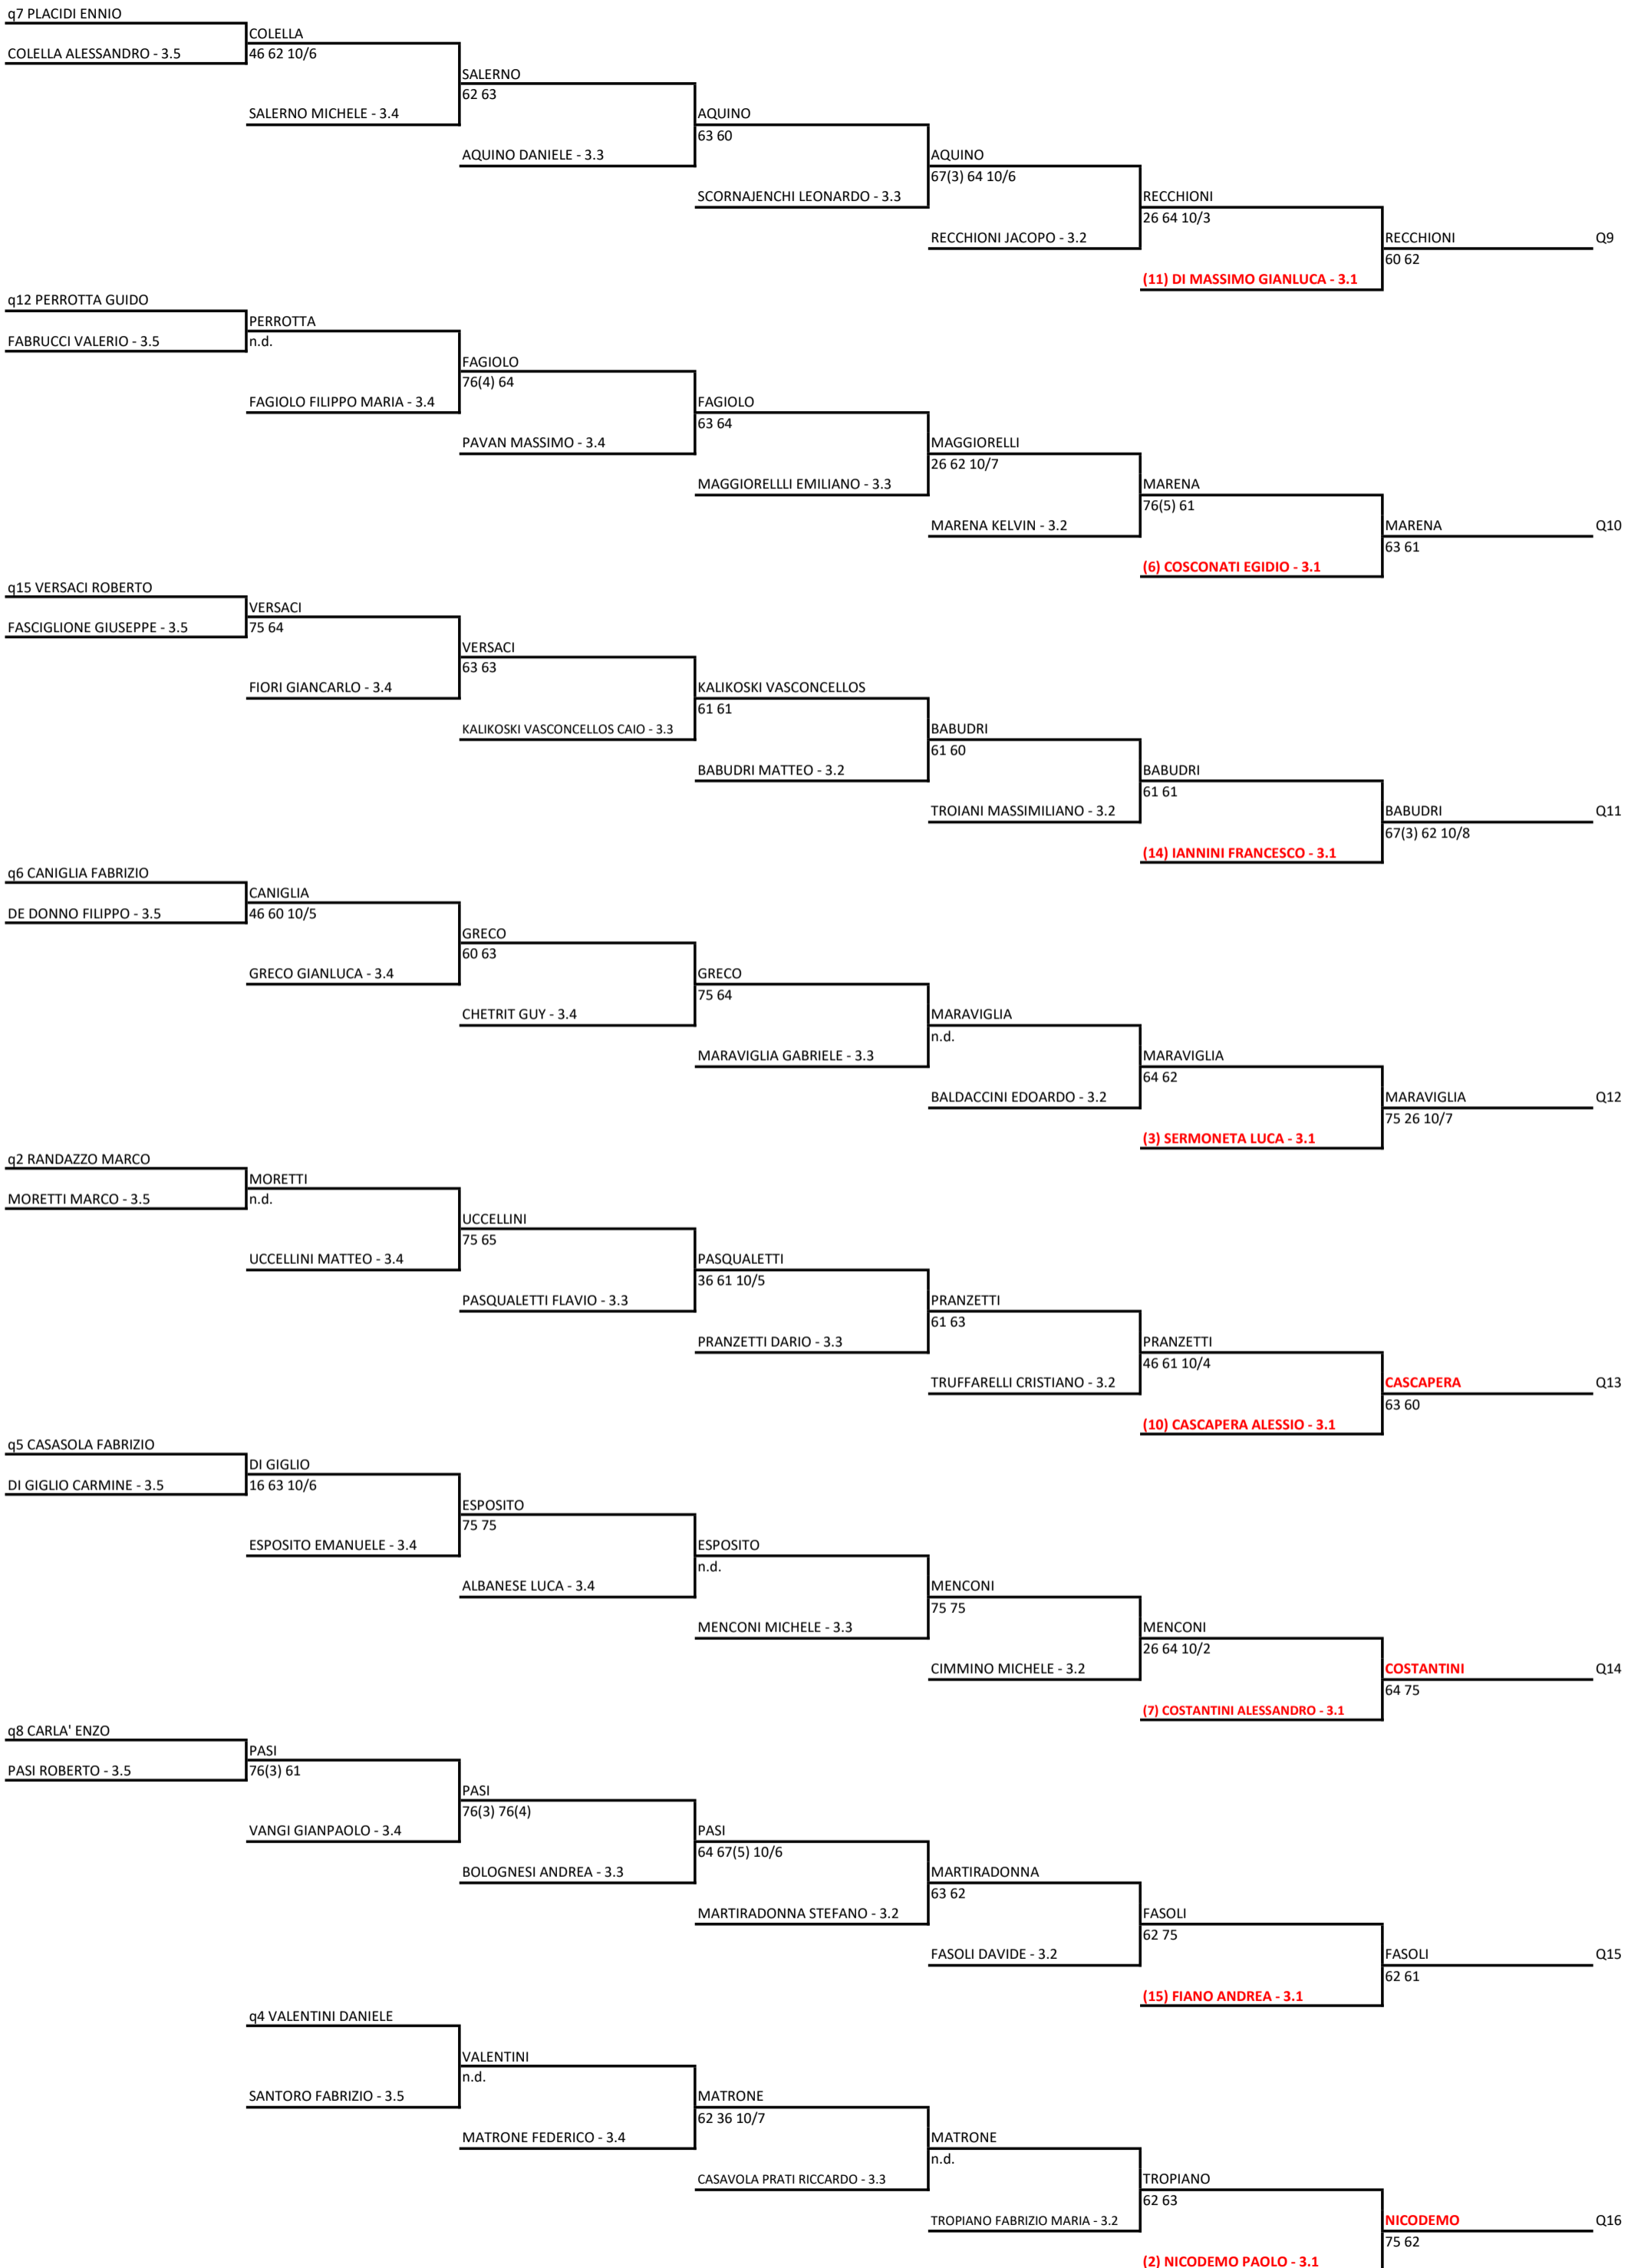 q7 PLACIDI ENNIO
COLELLA
COLELLA ALESSANDRO - 3.5
46 62 10/6
SALERNO
62 63
SALERNO MICHELE - 3.4
AQUINO
63 60
AQUINO DANIELE - 3.3
AQUINO
67(3) 64 10/6
SCORNAJENCHI LEONARDO - 3.3
RECCHIONI
26 64 10/3
RECCHIONI JACOPO - 3.2
RECCHIONI
Q9
60 62
(11) DI MASSIMO GIANLUCA - 3.1
q12 PERROTTA GUIDO
PERROTTA
FABRUCCI VALERIO - 3.5
n.d.
FAGIOLO
76(4) 64
FAGIOLO FILIPPO MARIA - 3.4
FAGIOLO
63 64
PAVAN MASSIMO - 3.4
MAGGIORELLI
26 62 10/7
MAGGIORELLLI EMILIANO - 3.3
MARENA
76(5) 61
MARENA KELVIN - 3.2
MARENA
Q10
63 61
(6) COSCONATI EGIDIO - 3.1
q15 VERSACI ROBERTO
VERSACI
FASCIGLIONE GIUSEPPE - 3.5
75 64
VERSACI
63 63
FIORI GIANCARLO - 3.4
KALIKOSKI VASCONCELLOS
61 61
KALIKOSKI VASCONCELLOS CAIO - 3.3
BABUDRI
61 60
BABUDRI MATTEO - 3.2
BABUDRI
61 61
TROIANI MASSIMILIANO - 3.2
BABUDRI
Q11
67(3) 62 10/8
(14) IANNINI FRANCESCO - 3.1
q6 CANIGLIA FABRIZIO
CANIGLIA
DE DONNO FILIPPO - 3.5
46 60 10/5
GRECO
60 63
GRECO GIANLUCA - 3.4
GRECO
75 64
CHETRIT GUY - 3.4
MARAVIGLIA
n.d.
MARAVIGLIA GABRIELE - 3.3
MARAVIGLIA
64 62
BALDACCINI EDOARDO - 3.2
MARAVIGLIA
Q12
75 26 10/7
(3) SERMONETA LUCA - 3.1
q2 RANDAZZO MARCO
MORETTI
MORETTI MARCO - 3.5
n.d.
UCCELLINI
75 65
UCCELLINI MATTEO - 3.4
PASQUALETTI
36 61 10/5
PASQUALETTI FLAVIO - 3.3
PRANZETTI
61 63
PRANZETTI DARIO - 3.3
PRANZETTI
46 61 10/4
TRUFFARELLI CRISTIANO - 3.2
CASCAPERA
Q13
63 60
(10) CASCAPERA ALESSIO - 3.1
q5 CASASOLA FABRIZIO
DI GIGLIO
DI GIGLIO CARMINE - 3.5
16 63 10/6
ESPOSITO
75 75
ESPOSITO EMANUELE - 3.4
ESPOSITO
n.d.
ALBANESE LUCA - 3.4
MENCONI
75 75
MENCONI MICHELE - 3.3
MENCONI
26 64 10/2
CIMMINO MICHELE - 3.2
COSTANTINI
Q14
64 75
(7) COSTANTINI ALESSANDRO - 3.1
q8 CARLA' ENZO
PASI
PASI ROBERTO - 3.5
76(3) 61
PASI
76(3) 76(4)
VANGI GIANPAOLO - 3.4
PASI
64 67(5) 10/6
BOLOGNESI ANDREA - 3.3
MARTIRADONNA
63 62
MARTIRADONNA STEFANO - 3.2
FASOLI
62 75
FASOLI DAVIDE - 3.2
FASOLI
Q15
62 61
(15) FIANO ANDREA - 3.1
q4 VALENTINI DANIELE
VALENTINI
n.d.
SANTORO FABRIZIO - 3.5
MATRONE
62 36 10/7
MATRONE FEDERICO - 3.4
MATRONE
n.d.
CASAVOLA PRATI RICCARDO - 3.3
TROPIANO
62 63
TROPIANO FABRIZIO MARIA - 3.2
NICODEMO
Q16
75 62
(2) NICODEMO PAOLO - 3.1